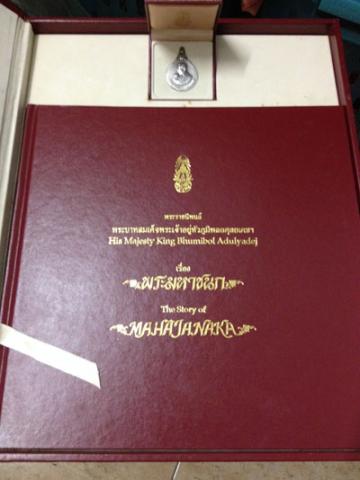 พระราชนิพนธ์
พระบาทสมเด็จพระเจ้าอยู่หัวภูมิพลอดุลยเดชฯ
His Majesty King Bhumibol Adulyadej
เรื่อง
พระมหาชนก
The Story of
MAHAJANAKA